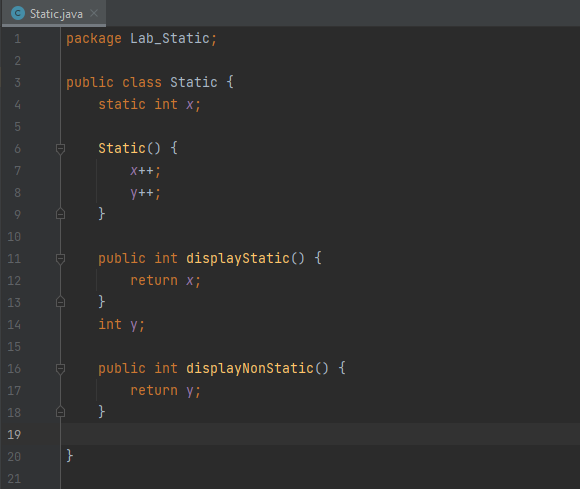 Static.java
1 package Lab_Static;
2
3 public class Static {
4 static int x;
5
6 Static() {
7 x++;
8 y++;
9 }
10
11 public int displayStatic() {
12 return x;
13 }
14 int y;
15
16 public int displayNonStatic() {
17 return y;
18 }
19
20 }
21